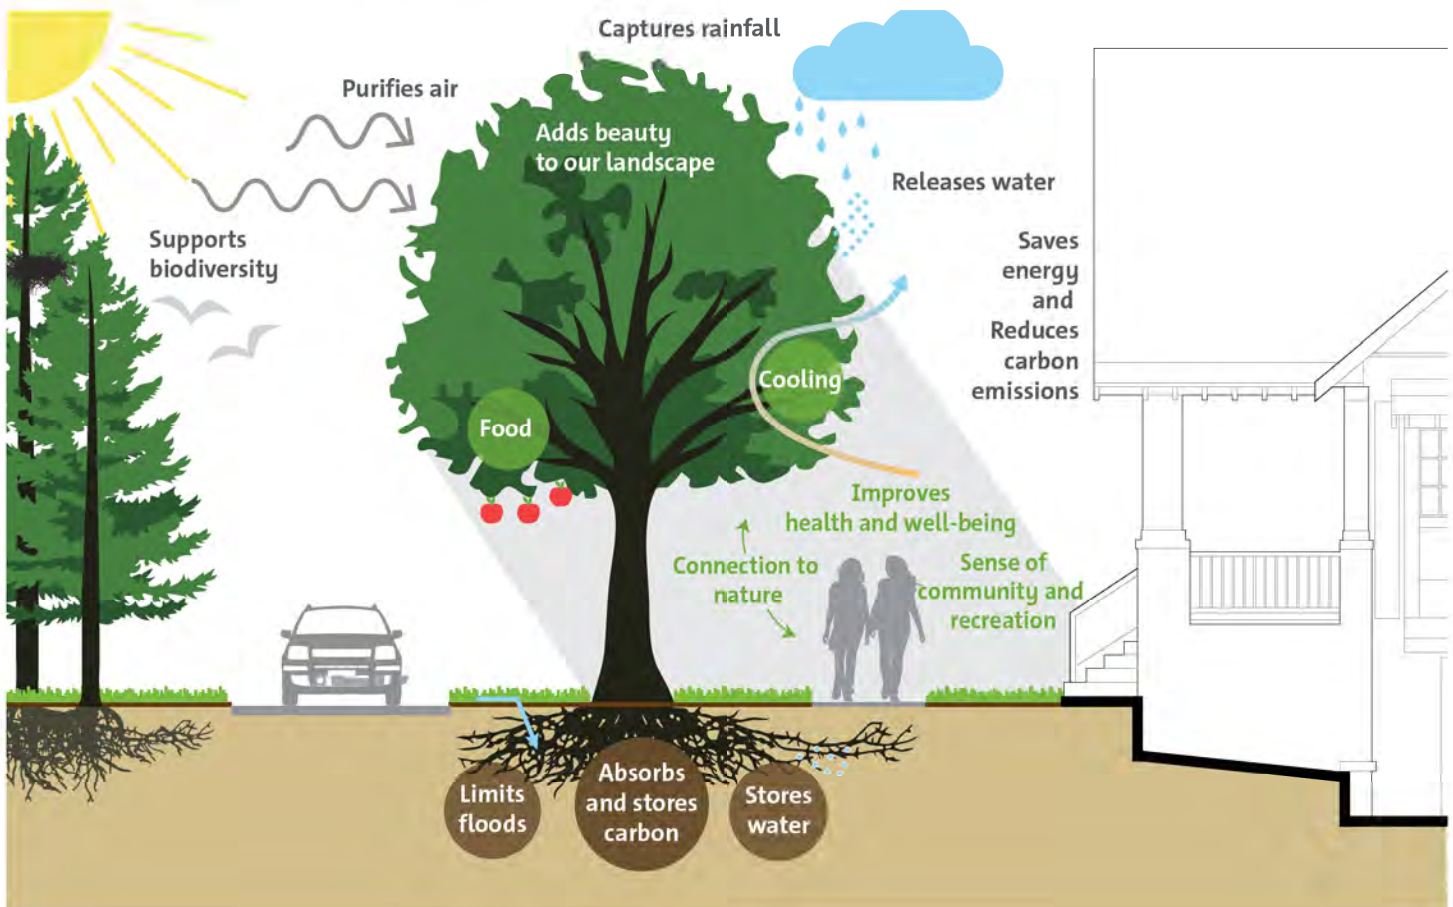 Captures rainfall
Purifies air
Adds beauty
to our landscape
Releases water
Supports
biodiversity
Saves
energy
and
Reduces
carbon
emissions
Cooling
Food
Improves
health and well-being
Connection to
nature
Sense of
community and
recreation
Limits
floods
Absorbs
and stores
carbon
Stores
water